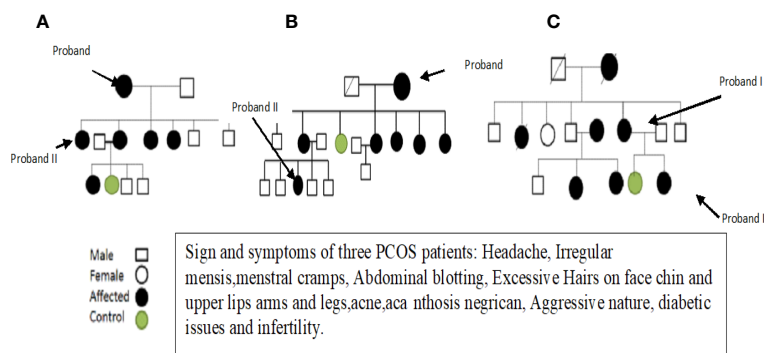 A
B
C
Proband
Proband
Proband II
Proband I
Proband II
Proband I
Male
Female
Affected
Control
Sign and symptoms of three PCOS patients: Headache, Irregular
mensis,menstral cramps, Abdominal blotting, Excessive Hairs on face chin and
upper lips arms and legs,acne,aca nthosis negrican, Aggressive nature, diabetic
issues and infertility.